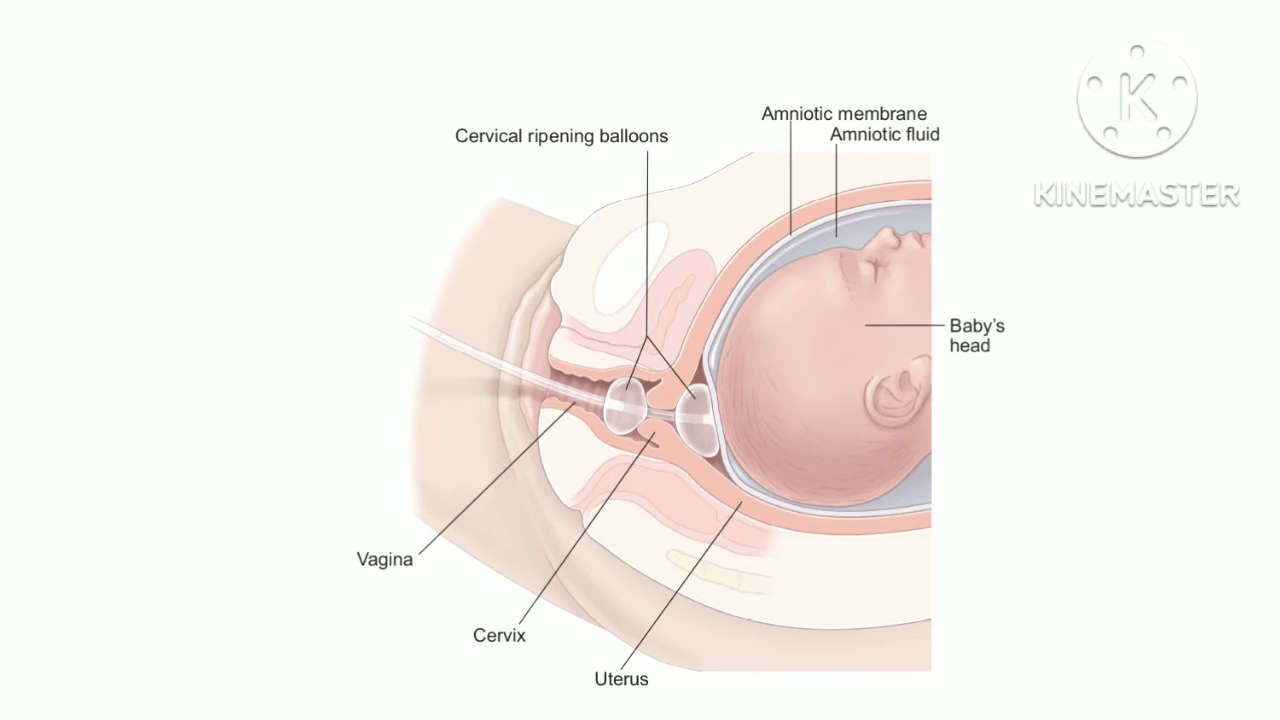 Amniotic membrane
Cervical ripening balloons
Amniotic fluid
K
KINEMASTER
Baby's
head
Vagina
Cervix
Uterus